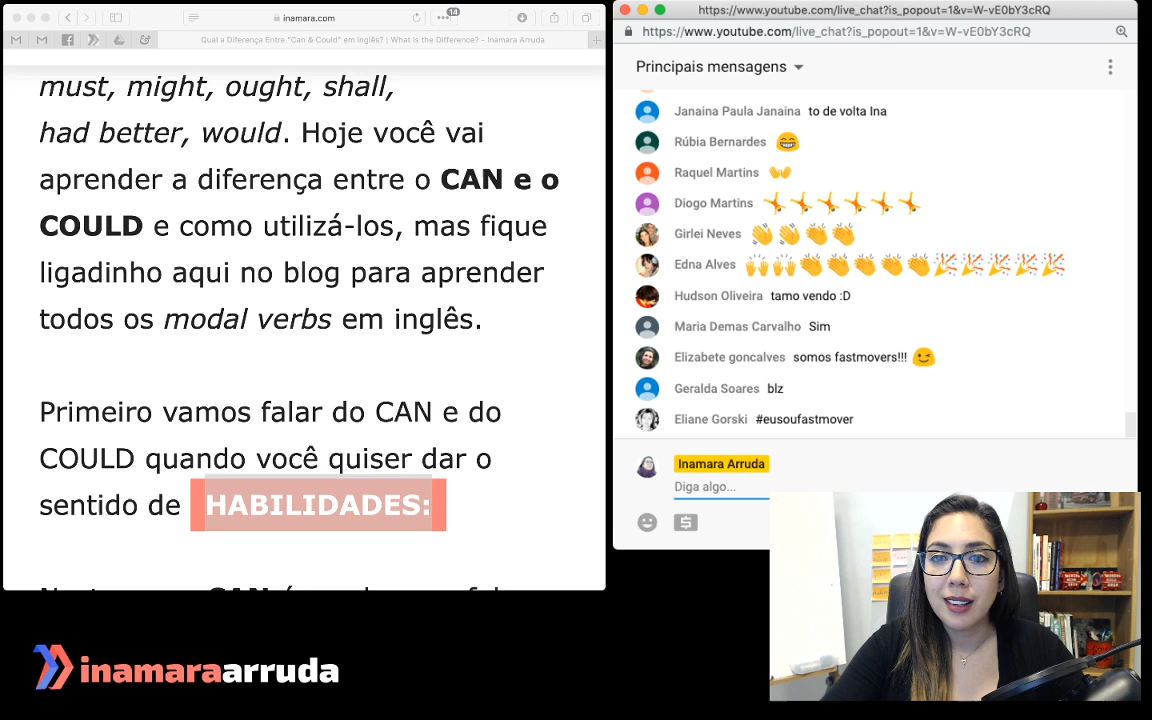 inamara.com
14
Qual a Diferença Entre "Can & Could" em Inglês? | What is the Difference? – Inamara Arruda
must, might, ought, shall,
had better, would. Hoje você vai
aprender a diferença entre o CAN e o
COULD e como utilizá-los, mas fique
ligadinho aqui no blog para aprender
todos os modal verbs em inglês.
Primeiro vamos falar do CAN e do
COULD quando você quiser dar o
sentido de HABILIDADES:
inamaraarruda
https://www.youtube.com/live_chat?is_popout=1&v=W-vE0bY3cRQ
https://www.youtube.com/live_chat?is_popout=1&v=W-vE0bY3cRQ
Principais mensagens
Janaina Paula Janaina to de volta Ina
Rúbia Bernardes 😁
Raquel Martins 👐
Diogo Martins 🤸🤸🤸🤸🤸🤸
Girlei Neves 👏👏👏👏
Edna Alves 🙌🙌👏👏👏👏👏🎉🎉🎉🎉🎉
Hudson Oliveira tamo vendo :D
Maria Demas Carvalho Sim
Elizabete goncalves somos fastmovers!!! 😉
Geralda Soares blz
Eliane Gorski #eusoufastmover
Inamara Arruda
Diga algo...